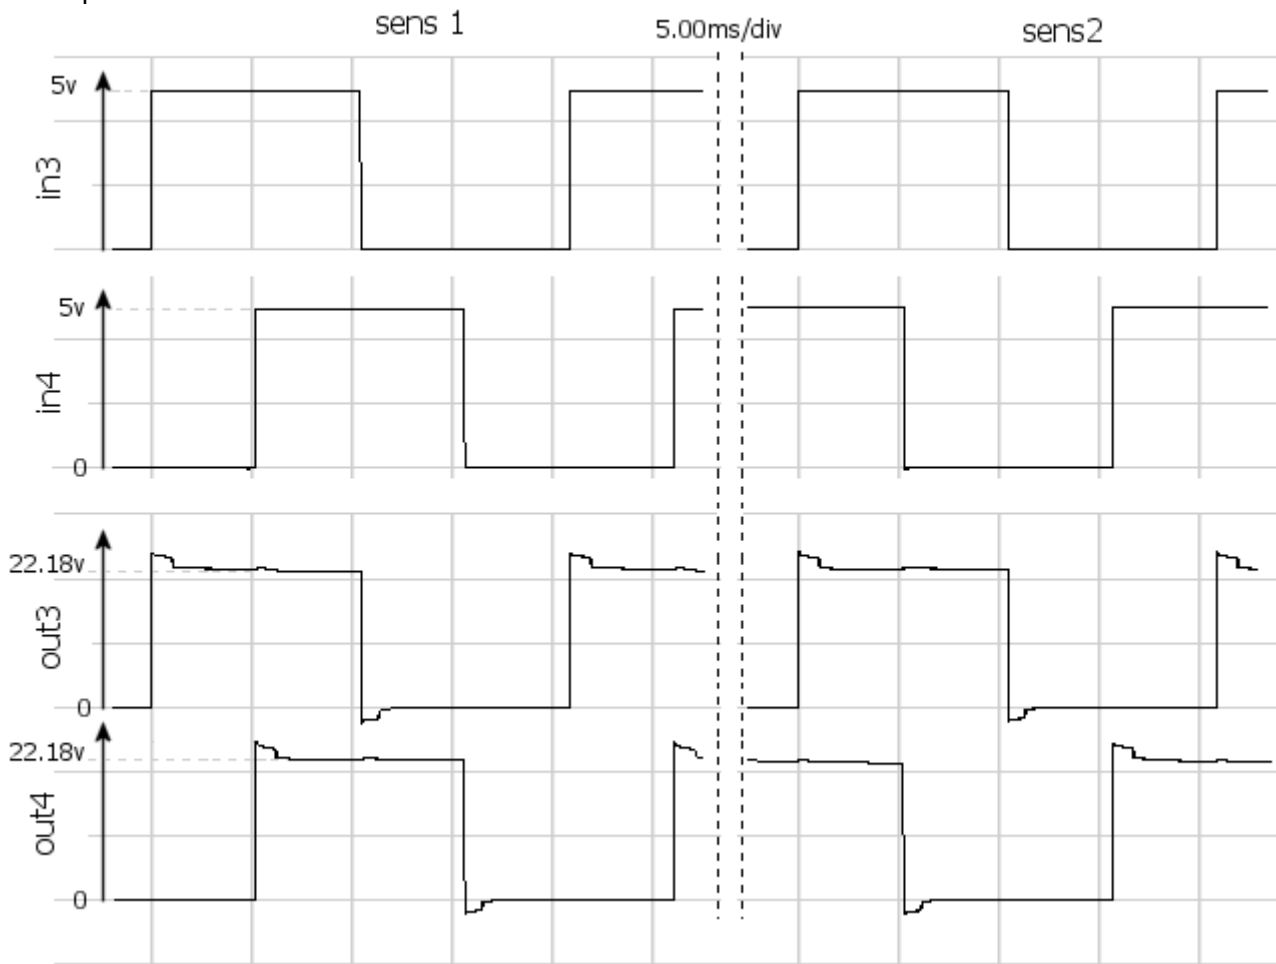 sens 1
5.00ms/div
sens2
5v
in3
5v
in4
0
22.18v
out3
0
22.18v
out4
0